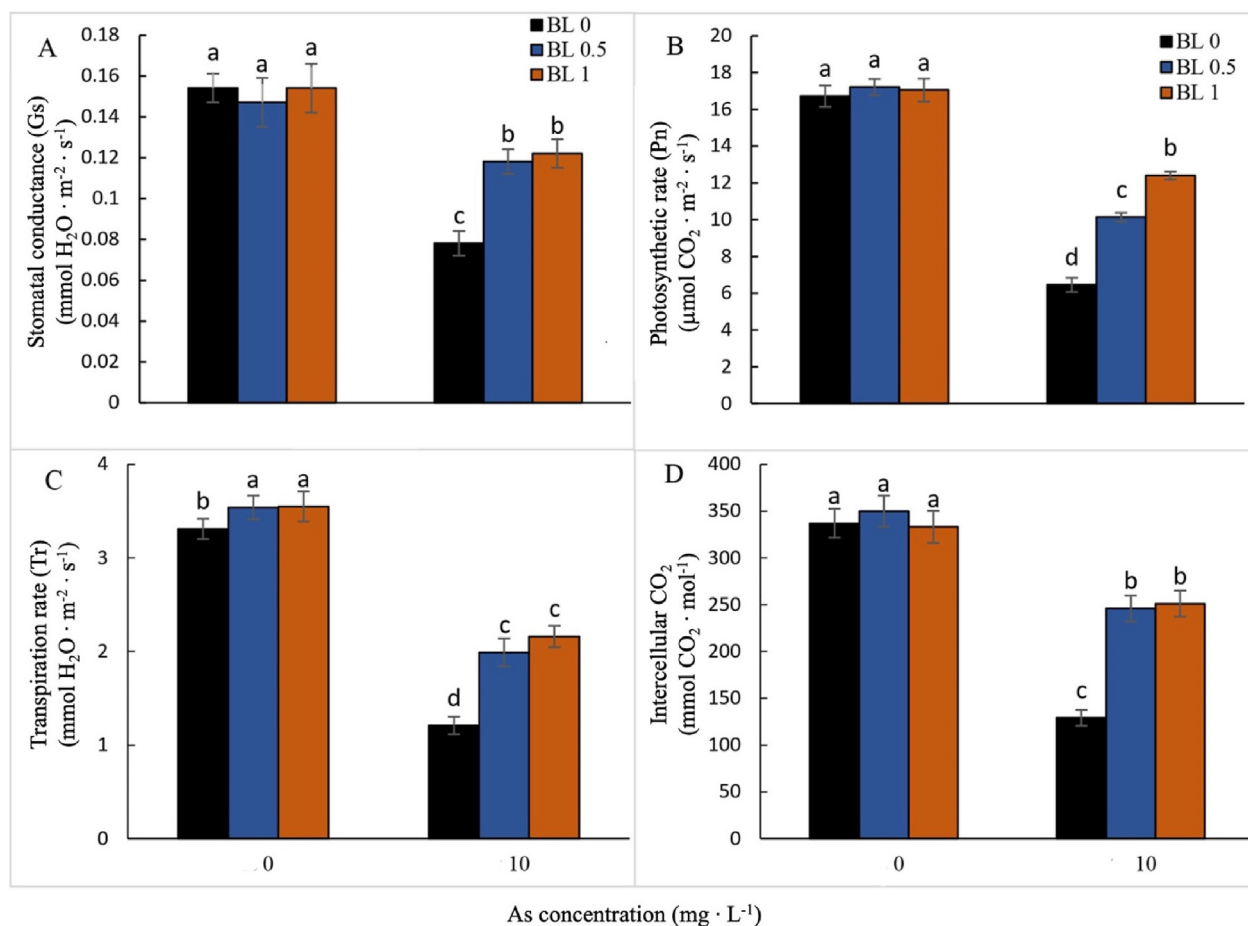 A
Stomatal conductance (Gs)
(mmol H₂O · m⁻² · s⁻¹)
0.18
0.16
0.14
0.12
0.10
0.08
0.06
0.04
0.02
0
a
a
a
c
b
b
BL 0
BL 0.5
BL 1
B
Photosynthetic rate (Pn)
(µmol CO₂ · m⁻² · s⁻¹)
20
18
16
14
12
10
8
6
4
2
0
a
a
a
d
c
b
BL 0
BL 0.5
BL 1
C
Transpiration rate (Tr)
(mmol H₂O · m⁻² · s⁻¹)
4
3
2
1
0
b
a
a
d
c
c
0
10
D
Intercellular CO₂
(mmol CO₂ · mol⁻¹)
400
350
300
250
200
150
100
50
0
a
a
a
c
b
b
0
10
As concentration (mg · L⁻¹)